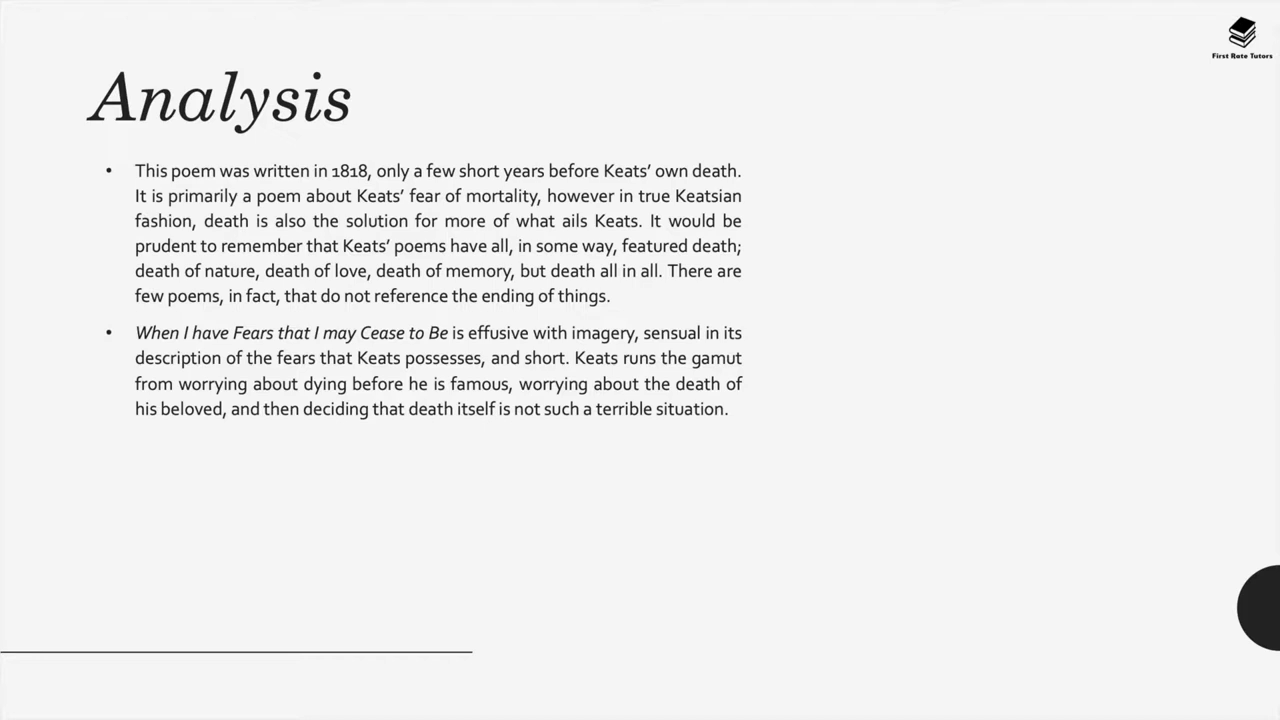 First Rate Tutors
Analysis
• This poem was written in 1818, only a few short years before Keats’ own death.
It is primarily a poem about Keats’ fear of mortality, however in true Keatsian
fashion, death is also the solution for more of what ails Keats. It would be
prudent to remember that Keats’ poems have all, in some way, featured death;
death of nature, death of love, death of memory, but death all in all. There are
few poems, in fact, that do not reference the ending of things.
• When I have Fears that I may Cease to Be is effusive with imagery, sensual in its
description of the fears that Keats possesses, and short. Keats runs the gamut
from worrying about dying before he is famous, worrying about the death of
his beloved, and then deciding that death itself is not such a terrible situation.